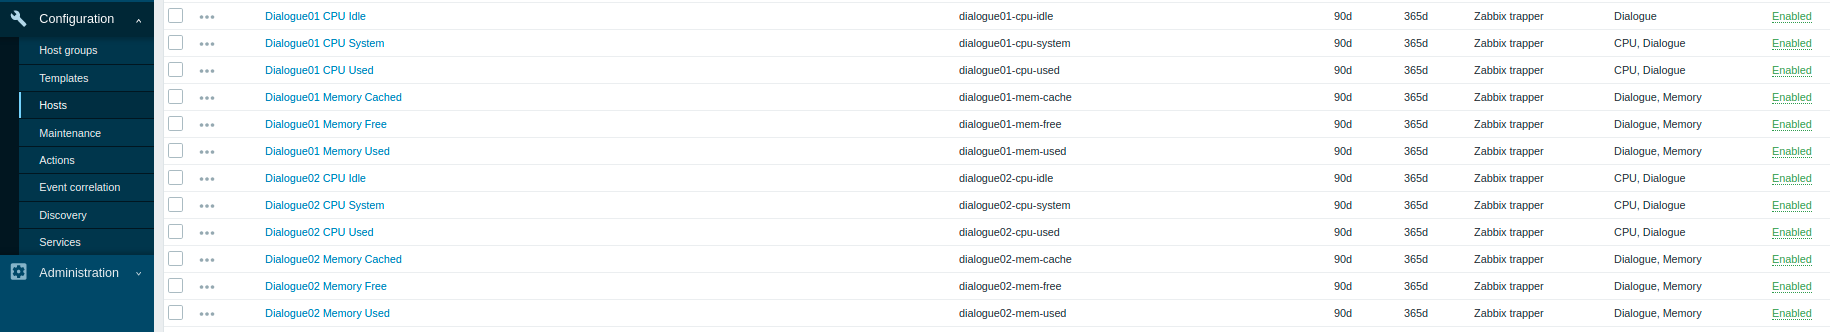 Configuration
Host groups
Templates
Hosts
Maintenance
Actions
Event correlation
Discovery
Services
Administration
Dialogue01 CPU Idle dialogue01-cpu-idle 90d 365d Zabbix trapper Dialogue Enabled
Dialogue01 CPU System dialogue01-cpu-system 90d 365d Zabbix trapper CPU, Dialogue Enabled
Dialogue01 CPU Used dialogue01-cpu-used 90d 365d Zabbix trapper CPU, Dialogue Enabled
Dialogue01 Memory Cached dialogue01-mem-cache 90d 365d Zabbix trapper Dialogue, Memory Enabled
Dialogue01 Memory Free dialogue01-mem-free 90d 365d Zabbix trapper Dialogue, Memory Enabled
Dialogue01 Memory Used dialogue01-mem-used 90d 365d Zabbix trapper Dialogue, Memory Enabled
Dialogue02 CPU Idle dialogue02-cpu-idle 90d 365d Zabbix trapper CPU, Dialogue Enabled
Dialogue02 CPU System dialogue02-cpu-system 90d 365d Zabbix trapper CPU, Dialogue Enabled
Dialogue02 CPU Used dialogue02-cpu-used 90d 365d Zabbix trapper CPU, Dialogue Enabled
Dialogue02 Memory Cached dialogue02-mem-cache 90d 365d Zabbix trapper Dialogue, Memory Enabled
Dialogue02 Memory Free dialogue02-mem-free 90d 365d Zabbix trapper Dialogue, Memory Enabled
Dialogue02 Memory Used dialogue02-mem-used 90d 365d Zabbix trapper Dialogue, Memory Enabled